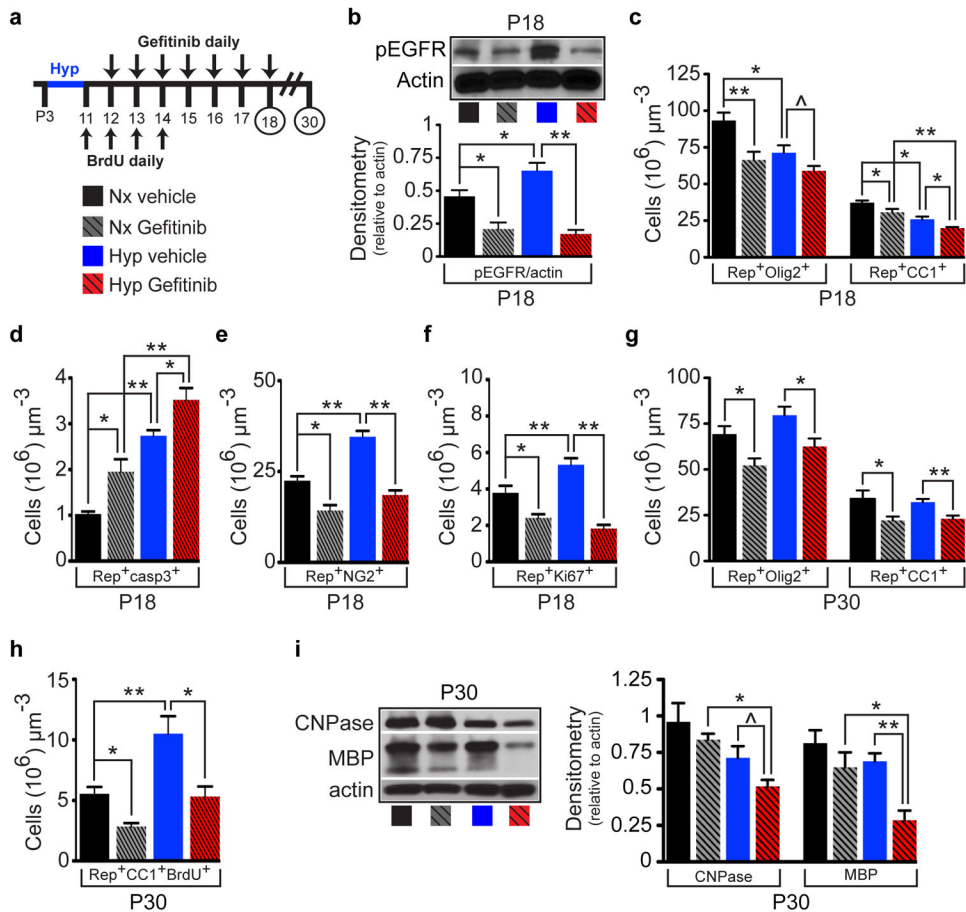 a
Gefitinib daily
Hyp
P3
11 12 13 14 15 16 17 18 30
BrdU daily
Nx vehicle
Nx Gefitinib
Hyp vehicle
Hyp Gefitinib
b
P18
pEGFR
Actin
Densitometry
(relative to actin)
0.75
0.5
0.25
0
*
*
**
pEGFR/actin
P18
c
Cells (10⁶) µm⁻³
125
100
75
50
25
0
*
**
^
**
*
*
*
Rep⁺Olig2⁺
Rep⁺CC1⁺
P18
d
Cells (10⁶) µm⁻³
4
3
2
1
0
**
**
*
*
Rep⁺casp3⁺
P18
e
Cells (10⁶) µm⁻³
50
25
0
**
**
*
Rep⁺NG2⁺
P18
f
Cells (10⁶) µm⁻³
10
8
6
4
2
0
**
**
*
Rep⁺Ki67⁺
P18
g
Cells (10⁶) µm⁻³
100
75
50
25
0
*
*
*
**
Rep⁺Olig2⁺
Rep⁺CC1⁺
P30
h
Cells (10⁶) µm⁻³
15
10
5
0
**
*
*
Rep⁺CC1⁺BrdU⁺
P30
i
P30
CNPase
MBP
actin
Densitometry
(relative to actin)
1.25
1
0.75
0.5
0.25
0
*
^
*
**
CNPase
MBP
P30